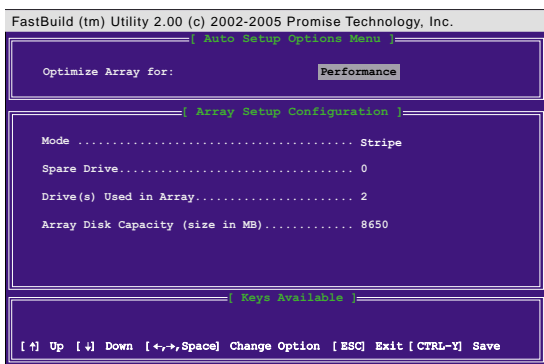 FastBuild (tm) Utility 2.00 (c) 2002-2005 Promise Technology, Inc.
[ Auto Setup Options Menu ]
Optimize Array for: Performance
[ Array Setup Configuration ]
Mode ..................................... Stripe
Spare Drive................................ 0
Drive(s) Used in Array..................... 2
Array Disk Capacity (size in MB)............ 8650
[ Keys Available ]
[↑] Up [↓] Down [←,→,Space] Change Option [ESC] Exit [CTRL-Y] Save